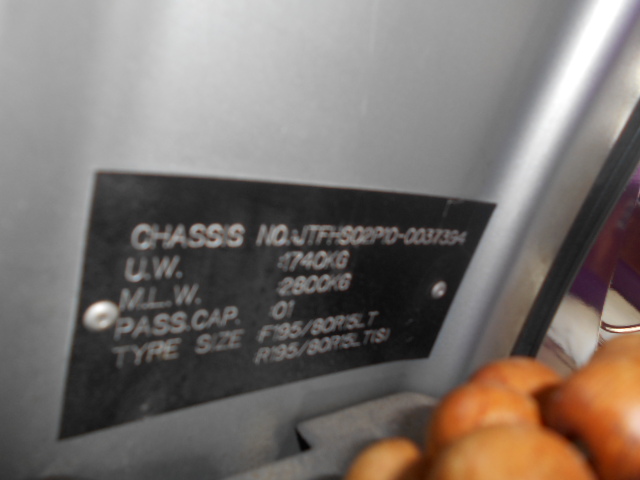 CHASSIS NO. JTFHS02P10-0037394
U.W. 1740KG
M.L.W. 2800KG
PASS.CAP. 01
TYRE SIZE F195/80R15LT
R195/80R15LT(S)